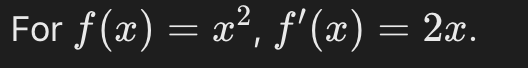 For f(x) = x², f′(x) = 2x.